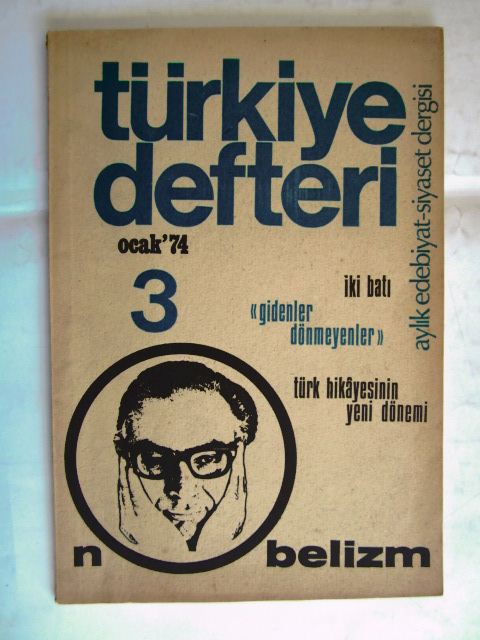 türkiye
defteri
aylık edebiyat-siyaset dergisi
ocak'74
3
iki batı
«gidenler
dönmeyenler»
türk hikâyesinin
yeni dönemi
n belizm